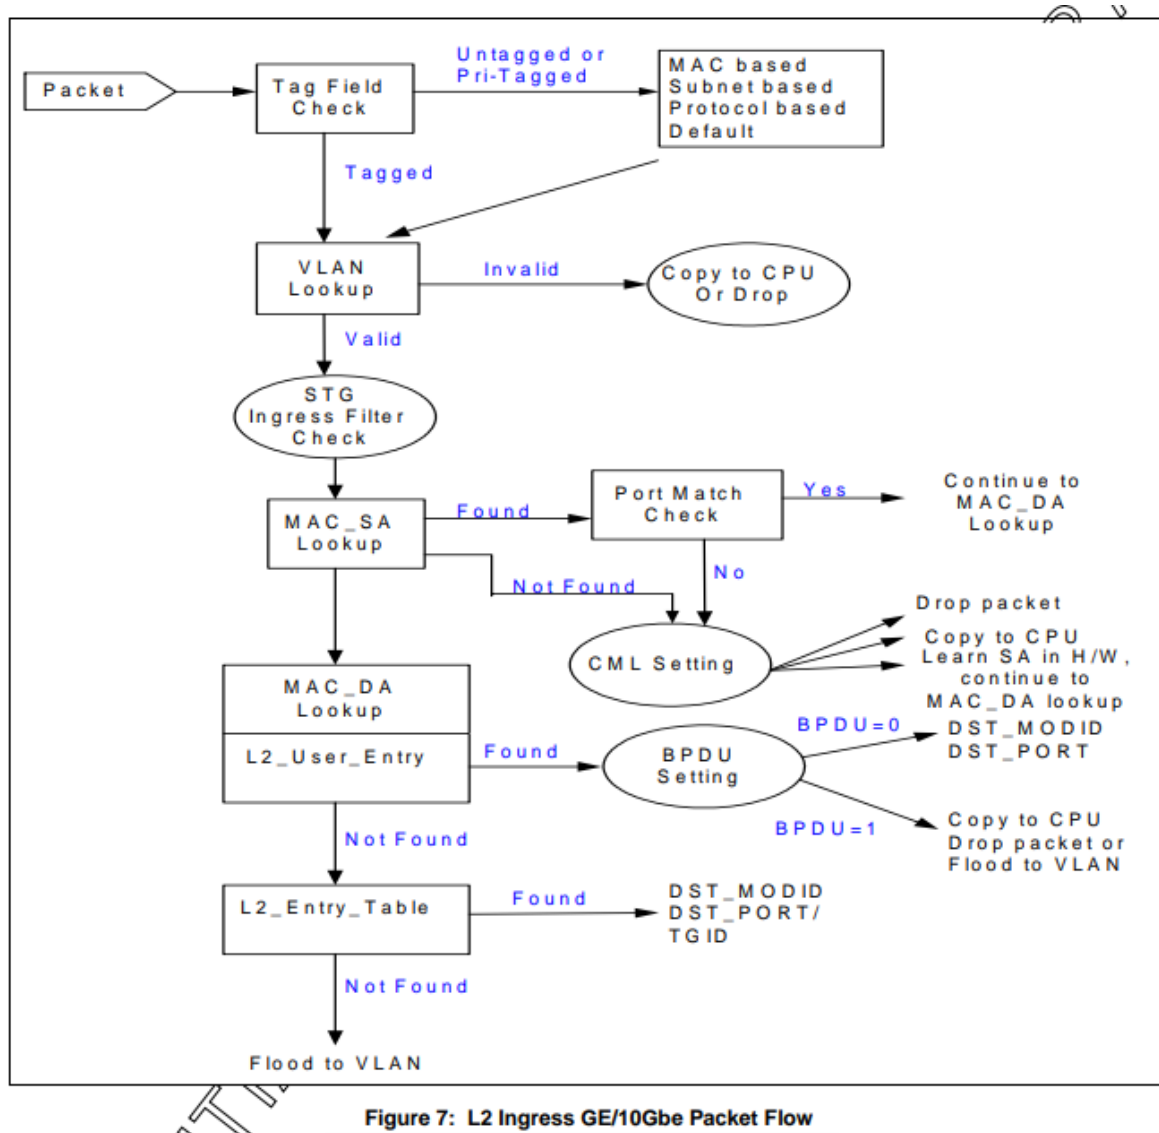 Packet
Tag Field
Check
Untagged or
Pri-Tagged
MAC based
Subnet based
Protocol based
Default
Tagged
VLAN
Lookup
Invalid
Copy to CPU
Or Drop
Valid
STG
Ingress Filter
Check
MAC_SA
Lookup
Found
Port Match
Check
Yes
Continue to
MAC_DA
Lookup
Not Found
No
CML Setting
Drop packet
Copy to CPU
Learn SA in H/W,
continue to
MAC_DA lookup
MAC_DA
Lookup
L2_User_Entry
Found
BPDU
Setting
BPDU=0
DST_MODID
DST_PORT
BPDU=1
Copy to CPU
Drop packet or
Flood to VLAN
Not Found
L2_Entry_Table
Found
DST_MODID
DST_PORT/
TGID
Not Found
Flood to VLAN
Figure 7: L2 Ingress GE/10Gbe Packet Flow